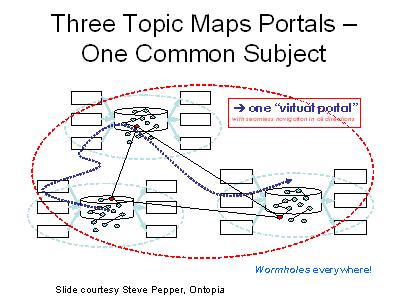 Three Topic Maps Portals –
One Common Subject
➔ one “virtual portal”
with seamless navigation in all directions
Wormholes everywhere!
Slide courtesy Steve Pepper, Ontopia